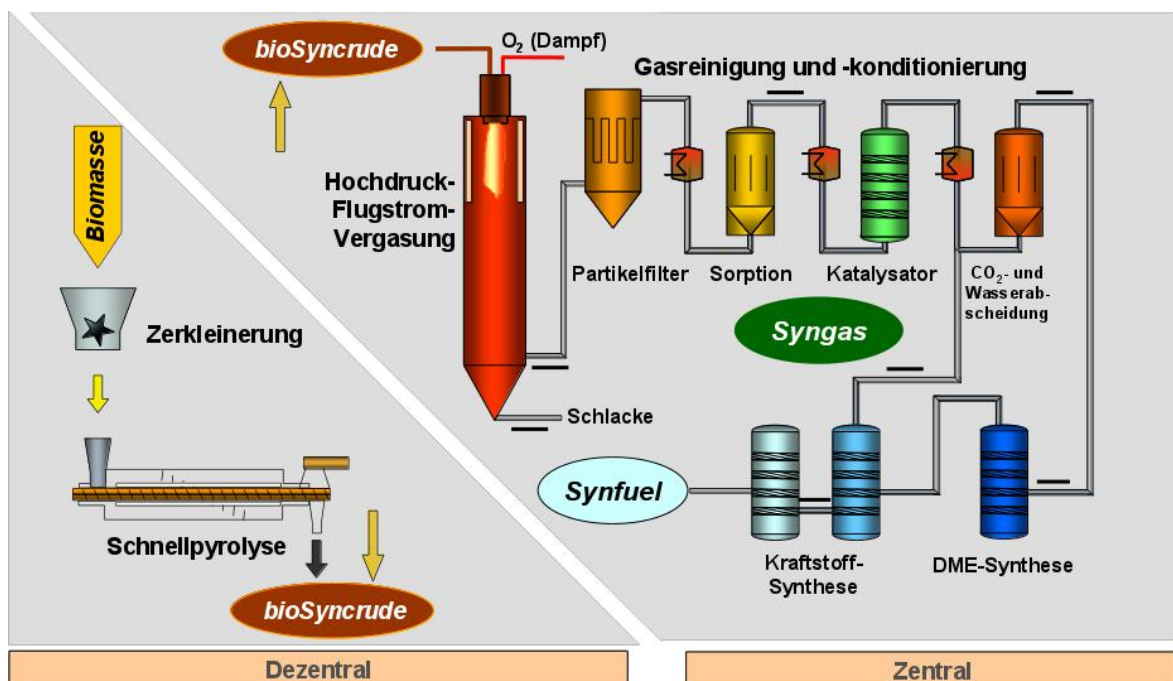 Biomasse
Zerkleinerung
Schnellpyrolyse
bioSyncrude
bioSyncrude
O₂ (Dampf)
Hochdruck-
Flugstrom-
Vergasung
Schlacke
Gasreinigung und -konditionierung
Partikelfilter
Sorption
Katalysator
CO₂- und
Wasserab-
scheidung
Syngas
Synfuel
Kraftstoff-
Synthese
DME-Synthese
Dezentral
Zentral